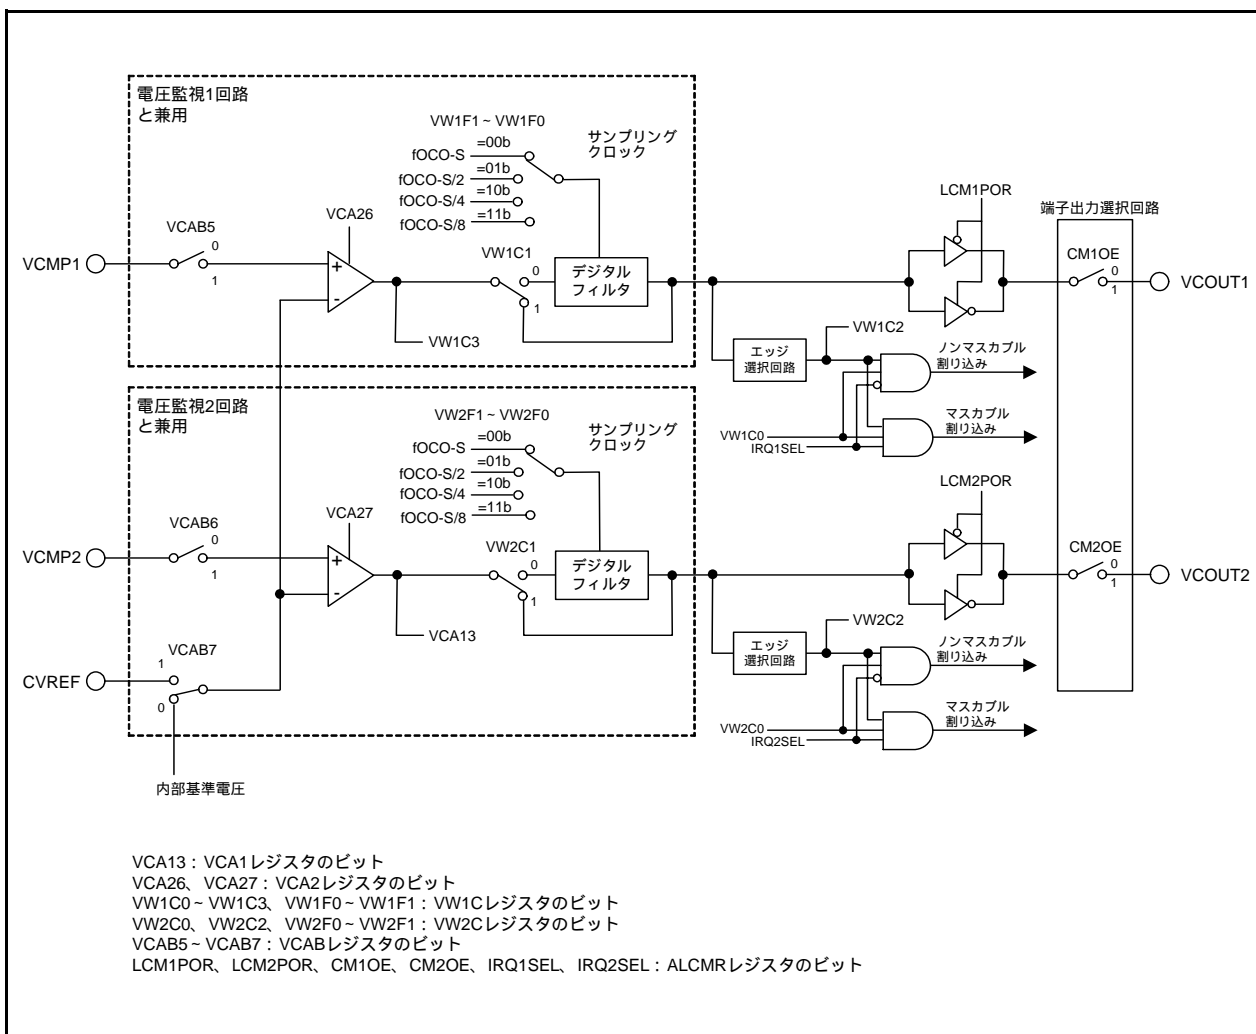 電圧監視1回路
と兼用
VW1F1 ~ VW1F0
サンプリング
クロック
fOCO-S
=00b
fOCO-S/2
=01b
fOCO-S/4
=10b
fOCO-S/8
=11b
VCAB5
0
1
VCA26
VCMP1
+
-
VW1C1
0
1
デジタル
フィルタ
VW1C3
LCM1POR
端子出力選択回路
CM1OE
0
1
VCOUT1
エッジ
選択回路
VW1C2
ノンマスカブル
割り込み
マスカブル
割り込み
VW1C0
IRQ1SEL
電圧監視2回路
と兼用
VW2F1 ~ VW2F0
サンプリング
クロック
fOCO-S
=00b
fOCO-S/2
=01b
fOCO-S/4
=10b
fOCO-S/8
=11b
VCAB6
0
1
VCA27
VCMP2
+
-
VW2C1
0
1
デジタル
フィルタ
VCA13
LCM2POR
CM2OE
0
1
VCOUT2
エッジ
選択回路
VW2C2
ノンマスカブル
割り込み
マスカブル
割り込み
VW2C0
IRQ2SEL
VCAB7
1
0
CVREF
内部基準電圧
VCA13：VCA1レジスタのビット
VCA26、VCA27：VCA2レジスタのビット
VW1C0 ~ VW1C3、VW1F0 ~ VW1F1：VW1Cレジスタのビット
VW2C0、VW2C2、VW2F0 ~ VW2F1：VW2Cレジスタのビット
VCAB5 ~ VCAB7：VCABレジスタのビット
LCM1POR、LCM2POR、CM1OE、CM2OE、IRQ1SEL、IRQ2SEL：ALCMRレジスタのビット